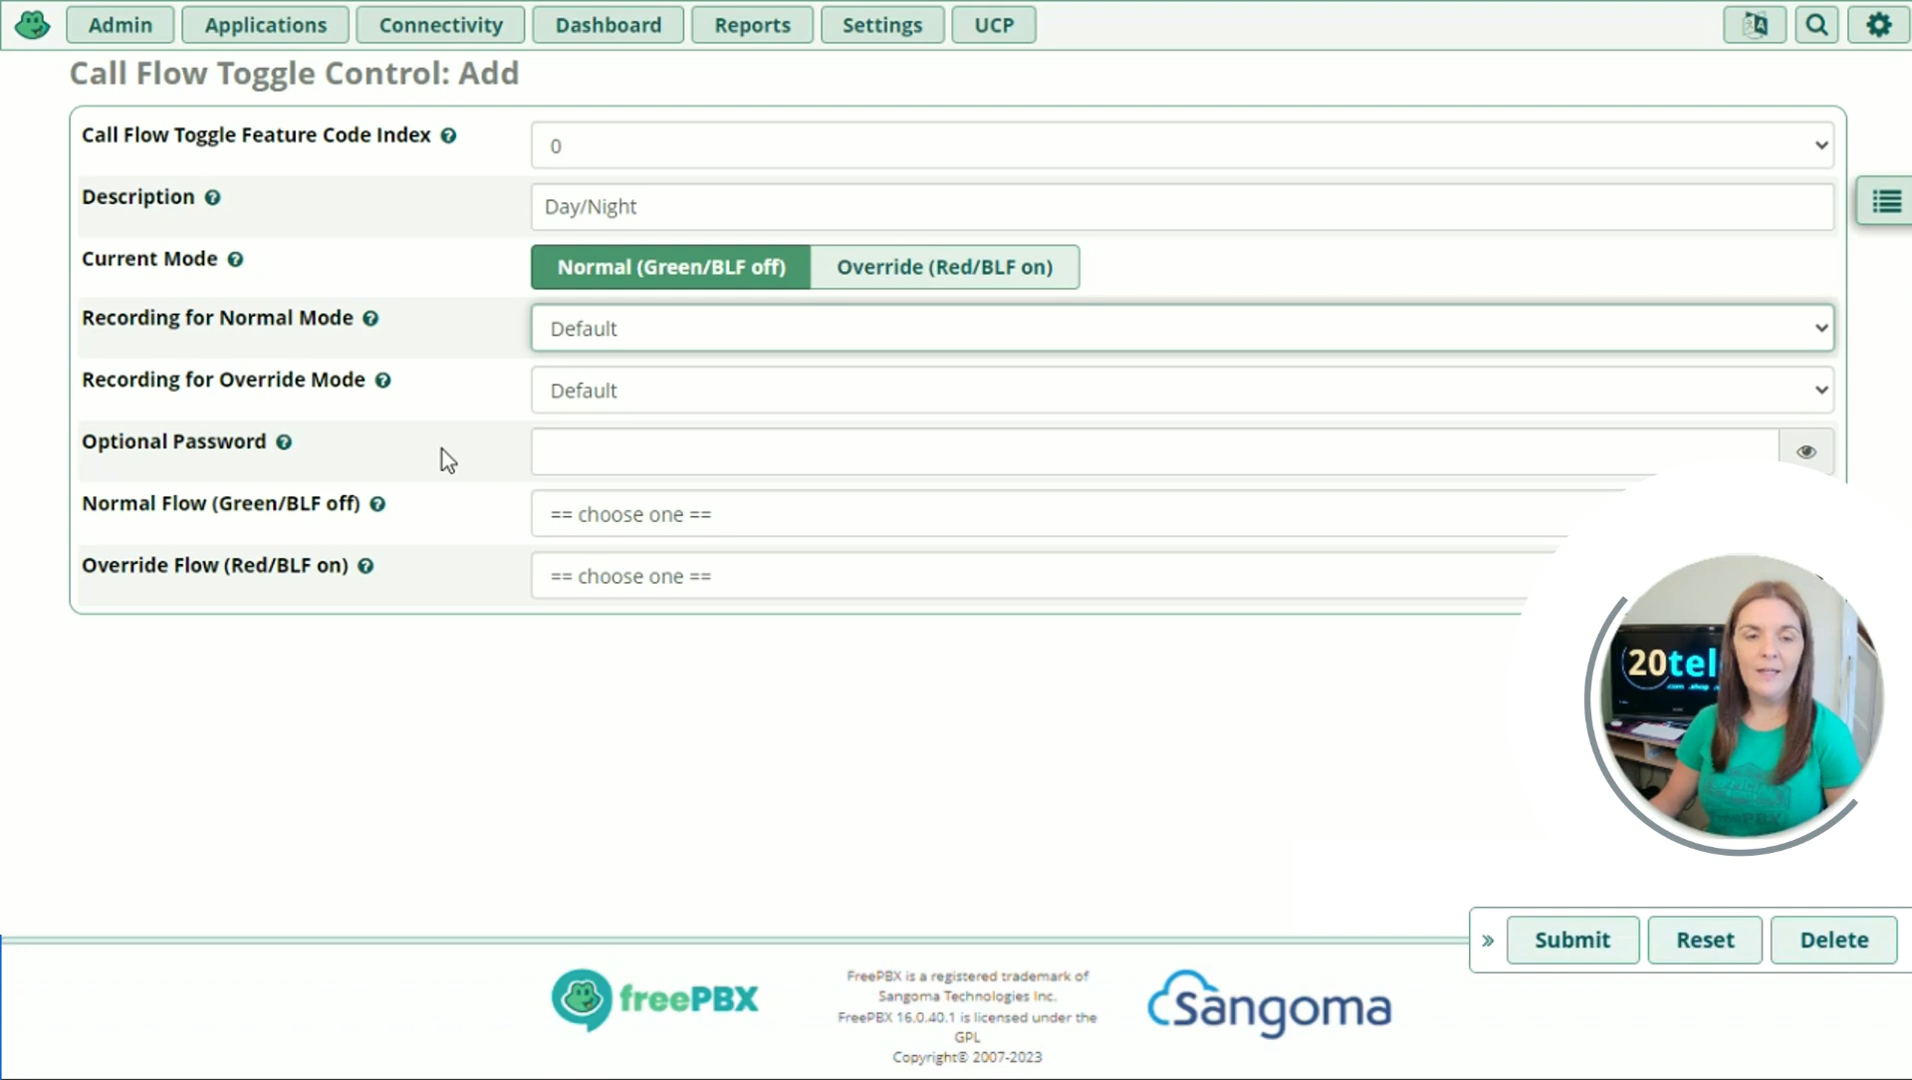 Admin
Applications
Connectivity
Dashboard
Reports
Settings
UCP
Call Flow Toggle Control: Add
Call Flow Toggle Feature Code Index
0
Description
Day/Night
Current Mode
Normal (Green/BLF off)
Override (Red/BLF on)
Recording for Normal Mode
Default
Recording for Override Mode
Default
Optional Password
Normal Flow (Green/BLF off)
== choose one ==
Override Flow (Red/BLF on)
== choose one ==
20tel
» Submit
Reset
Delete
freePBX
FreePBX is a registered trademark of
Sangoma Technologies Inc.
FreePBX 16.0.40.1 is licensed under the
GPL
Copyright© 2007-2023
Sangoma